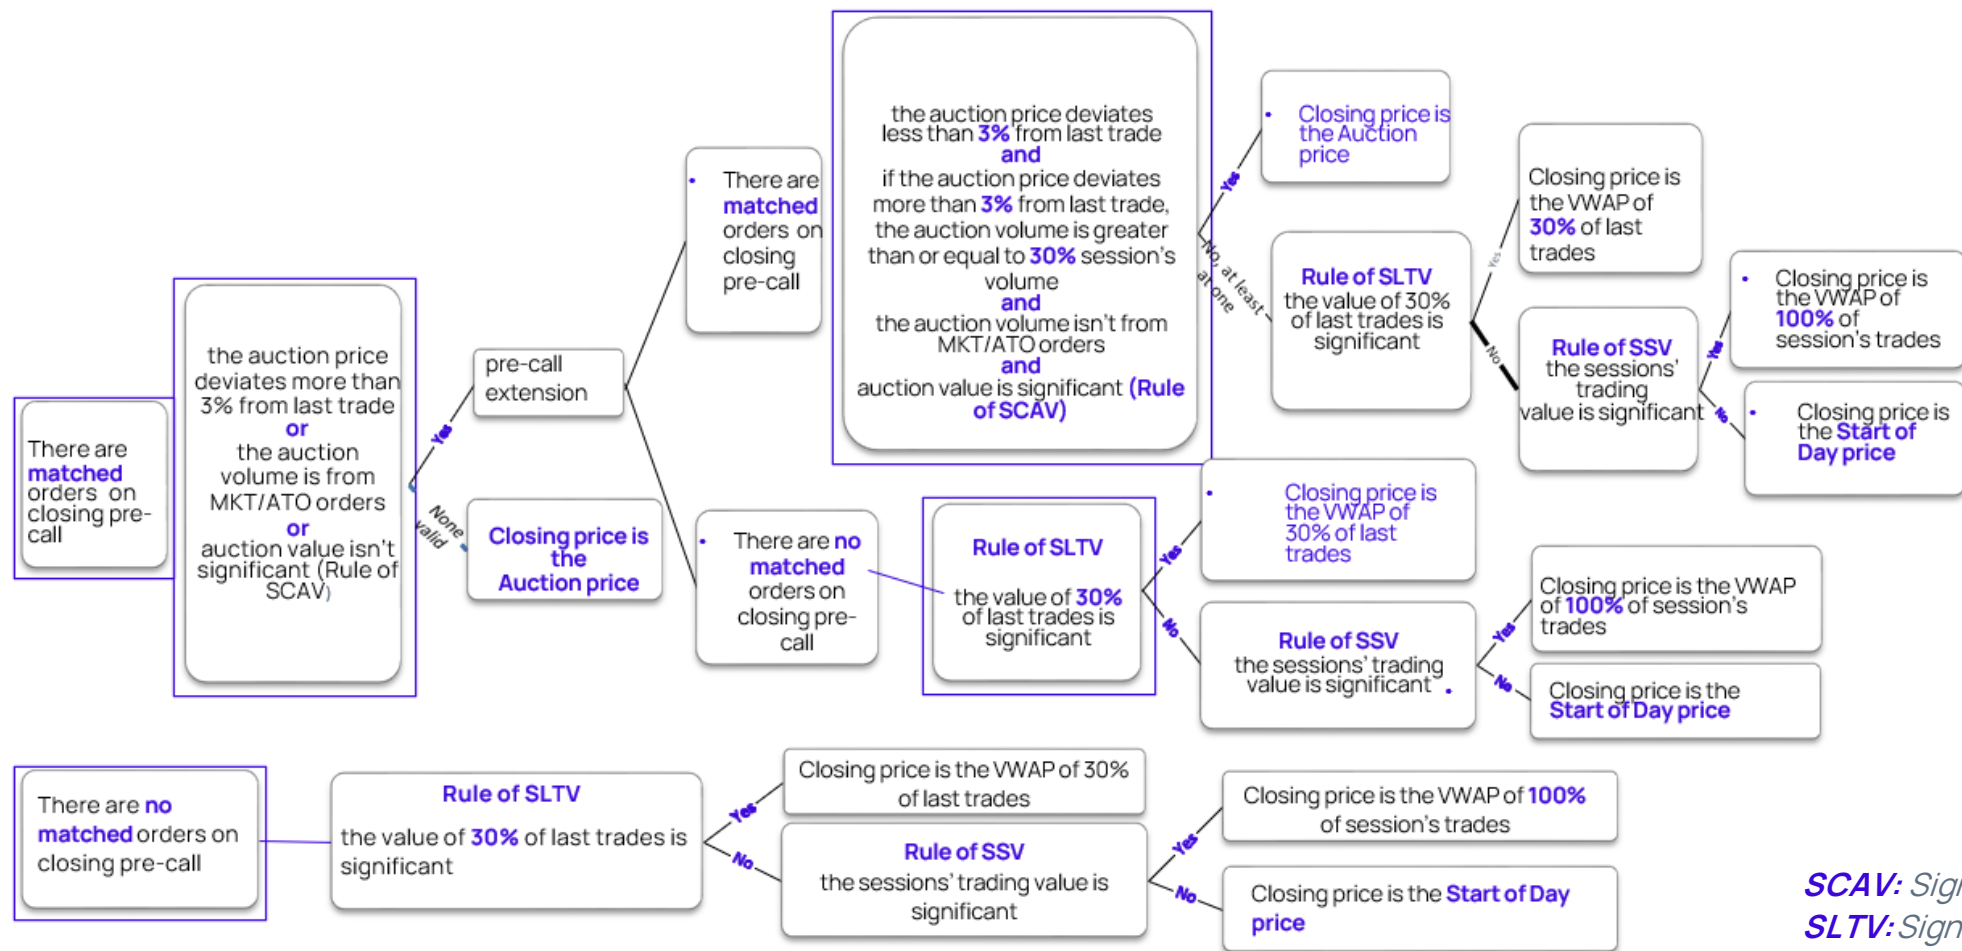 There are
matched
orders on
closing pre-
call
the auction price
deviates more than
3% from last trade
or
the auction
volume is from
MKT/ATO orders
or
auction value isn't
significant (Rule of
SCAV)
Yes
None
valid
pre-call
extension
Closing price is
the
Auction price
There are
matched
orders on
closing
pre-call
There are no
matched
orders on
closing pre-
call
the auction price deviates
less than 3% from last trade
and
if the auction price deviates
more than 3% from last trade,
the auction volume is greater
than or equal to 30% session's
volume
and
the auction volume isn't from
MKT/ATO orders
and
auction value is significant (Rule
of SCAV)
Yes
No, at least
at one
Closing price is
the Auction
price
Rule of SLTV
the value of 30%
of last trades is
significant
Yes
No
Closing price is
the VWAP of
30% of last
trades
Rule of SSV
the sessions' trading
value is significant
Yes
No
Closing price is
the VWAP of
100% of
session's trades
Closing price is
the Start of
Day price
Rule of SLTV
the value of 30%
of last trades is
significant
Yes
No
Closing price is
the VWAP of
30% of last
trades
Rule of SSV
the sessions' trading
value is significant
Yes
No
Closing price is the VWAP
of 100% of session's
trades
Closing price is the
Start of Day price
There are no
matched orders on
closing pre-call
Rule of SLTV
the value of 30% of last trades is
significant
Yes
No
Closing price is the VWAP of 30%
of last trades
Rule of SSV
the sessions' trading value is
significant
Yes
No
Closing price is the VWAP of 100%
of session's trades
Closing price is the Start of Day
price
SCAV:
SLTV: